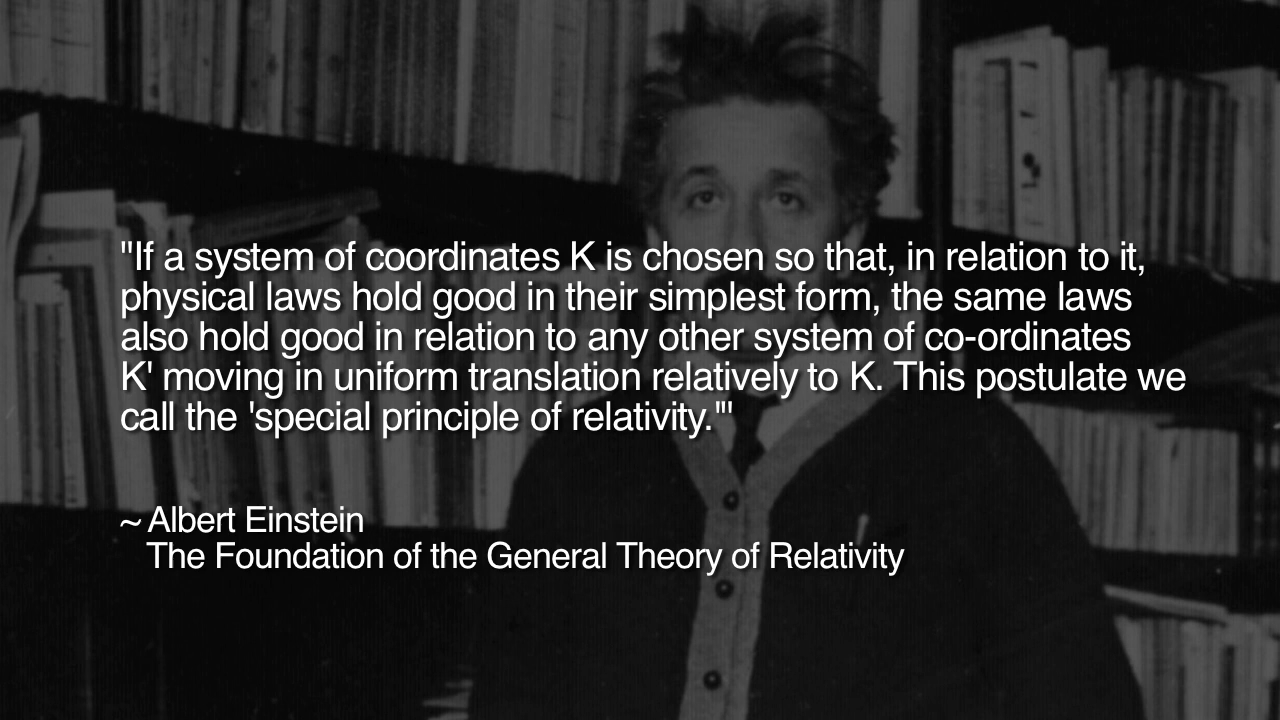 "If a system of coordinates K is chosen so that, in relation to it,
physical laws hold good in their simplest form, the same laws
also hold good in relation to any other system of co-ordinates
K' moving in uniform translation relatively to K. This postulate we
call the 'special principle of relativity.'"
~ Albert Einstein
The Foundation of the General Theory of Relativity